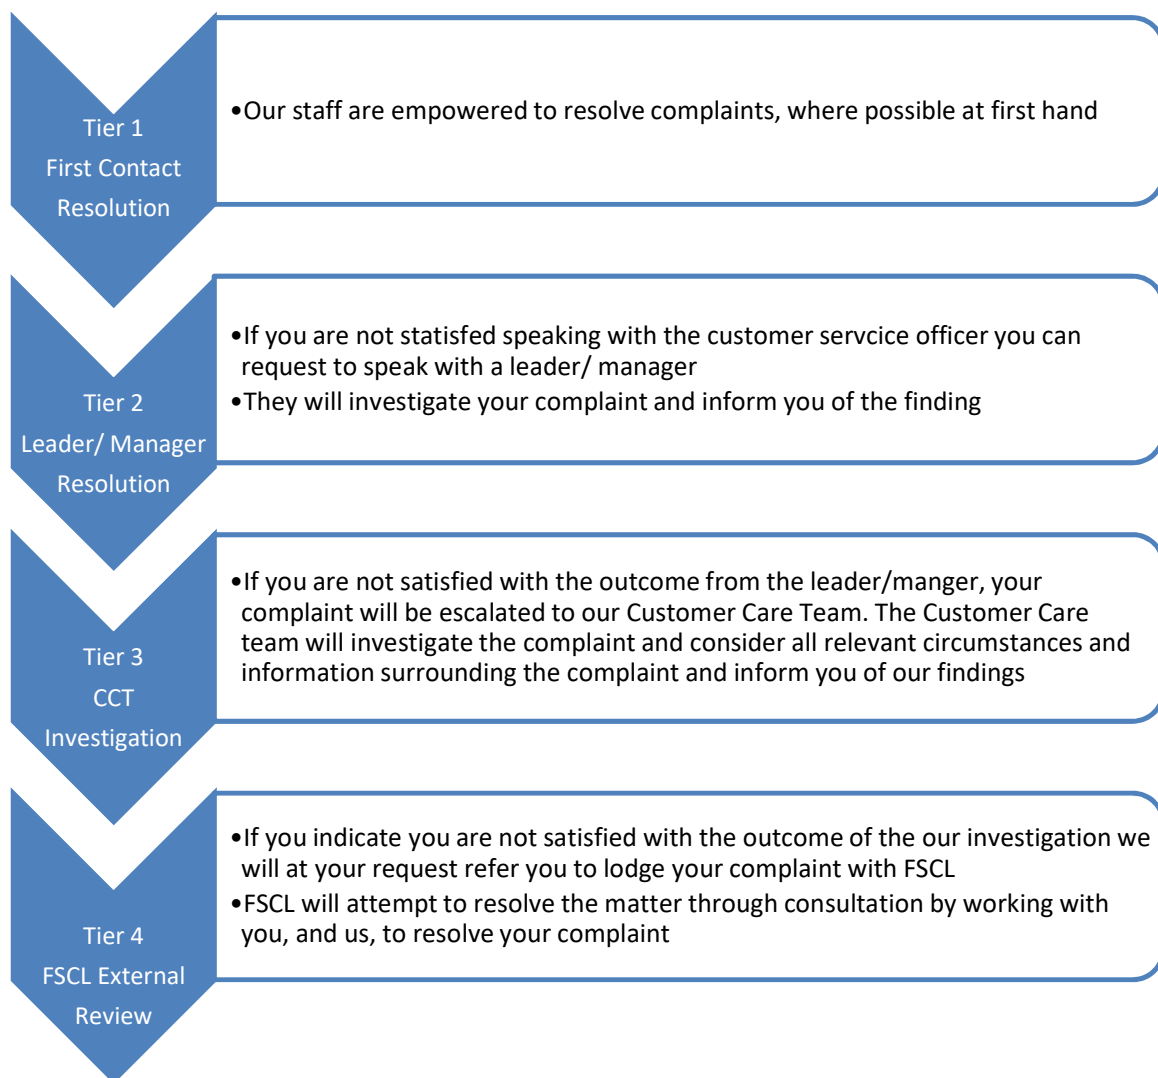 Tier 1
First Contact
Resolution
•Our staff are empowered to resolve complaints, where possible at first hand
Tier 2
Leader/ Manager
Resolution
•If you are not statisfed speaking with the customer servcice officer you can
request to speak with a leader/ manager
•They will investigate your complaint and inform you of the finding
Tier 3
CCT
Investigation
•If you are not satisfied with the outcome from the leader/manger, your
complaint will be escalated to our Customer Care Team. The Customer Care
team will investigate the complaint and consider all relevant circumstances and
information surrounding the complaint and inform you of our findings
Tier 4
FSCL External
Review
•If you indicate you are not satisfied with the outcome of the our investigation we
will at your request refer you to lodge your complaint with FSCL
•FSCL will attempt to resolve the matter through consultation by working with
you, and us, to resolve your complaint